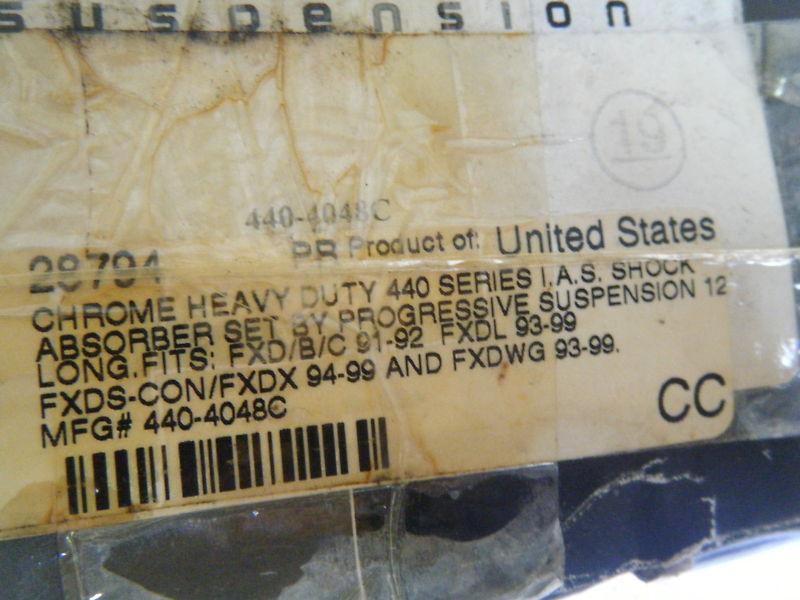 suspension
19
440-4048C
28794 PR Product of: United States
CHROME HEAVY DUTY 440 SERIES I.A.S. SHOCK
ABSORBER SET BY PROGRESSIVE SUSPENSION 12
LONG.FITS: FXD/B/C 91-92 FXDL 93-99
FXDS-CON/FXDX 94-99 AND FXDWG 93-99.
MFG# 440-4048C
CC